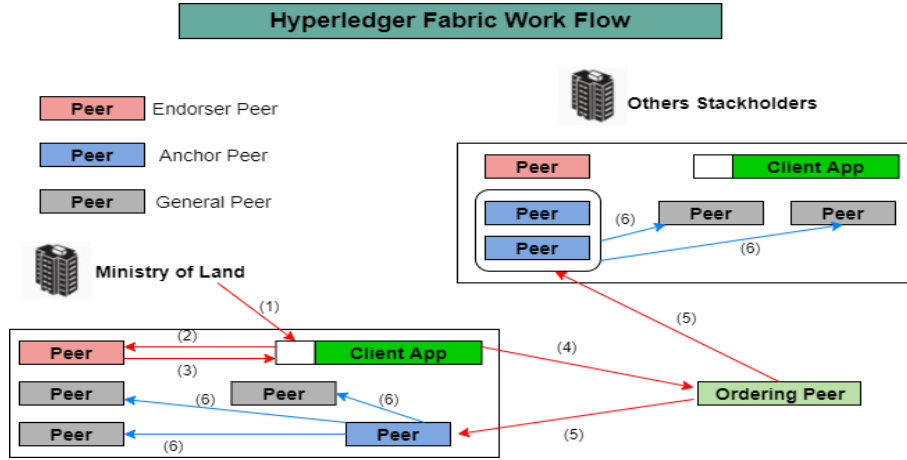 Hyperledger Fabric Work Flow
Peer Endorser Peer
Peer Anchor Peer
Peer General Peer
Others Stackholders
Peer Client App
Peer
Peer
(6) Peer Peer
(6)
Ministry of Land
(1)
(5)
Peer (2) Client App
(3)
(4)
Peer (6) Peer (6)
Peer (6) Peer
(5)
Ordering Peer